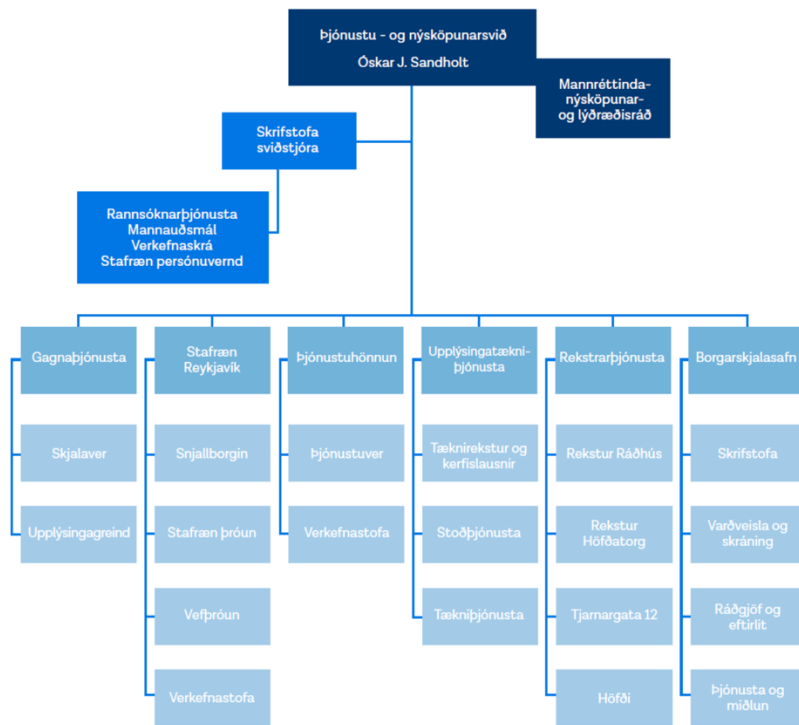 Þjónustu - og nýsköpunarsvið
Óskar J. Sandholt
Mannréttinda-
nýsköpunar-
og lýðræðisráð
Skrifstofa
sviðstjóra
Rannsóknarþjónusta
Mannauðsmál
Verkefnaskrá
Stafræn persónuvernd
Gagnaþjónusta
Stafræn
Reykjavík
Þjónustuhönnun
Upplýsingatækni-
þjónusta
Rekstrarþjónusta
Borgarskjalasafn
Skjalaver
Snjallborgin
Þjónustuver
Tæknirekstur og
kerfislausnir
Rekstur Ráðhús
Skrifstofa
Upplýsingagreind
Stafræn þróun
Verkefnastofa
Stoðþjónusta
Rekstur
Höfðatorg
Varðveisla og
skráning
Vefþróun
Tækniþjónusta
Tjarnargata 12
Ráðgjöf og
eftirlit
Verkefnastofa
Höfði
Þjónusta og
miðlun